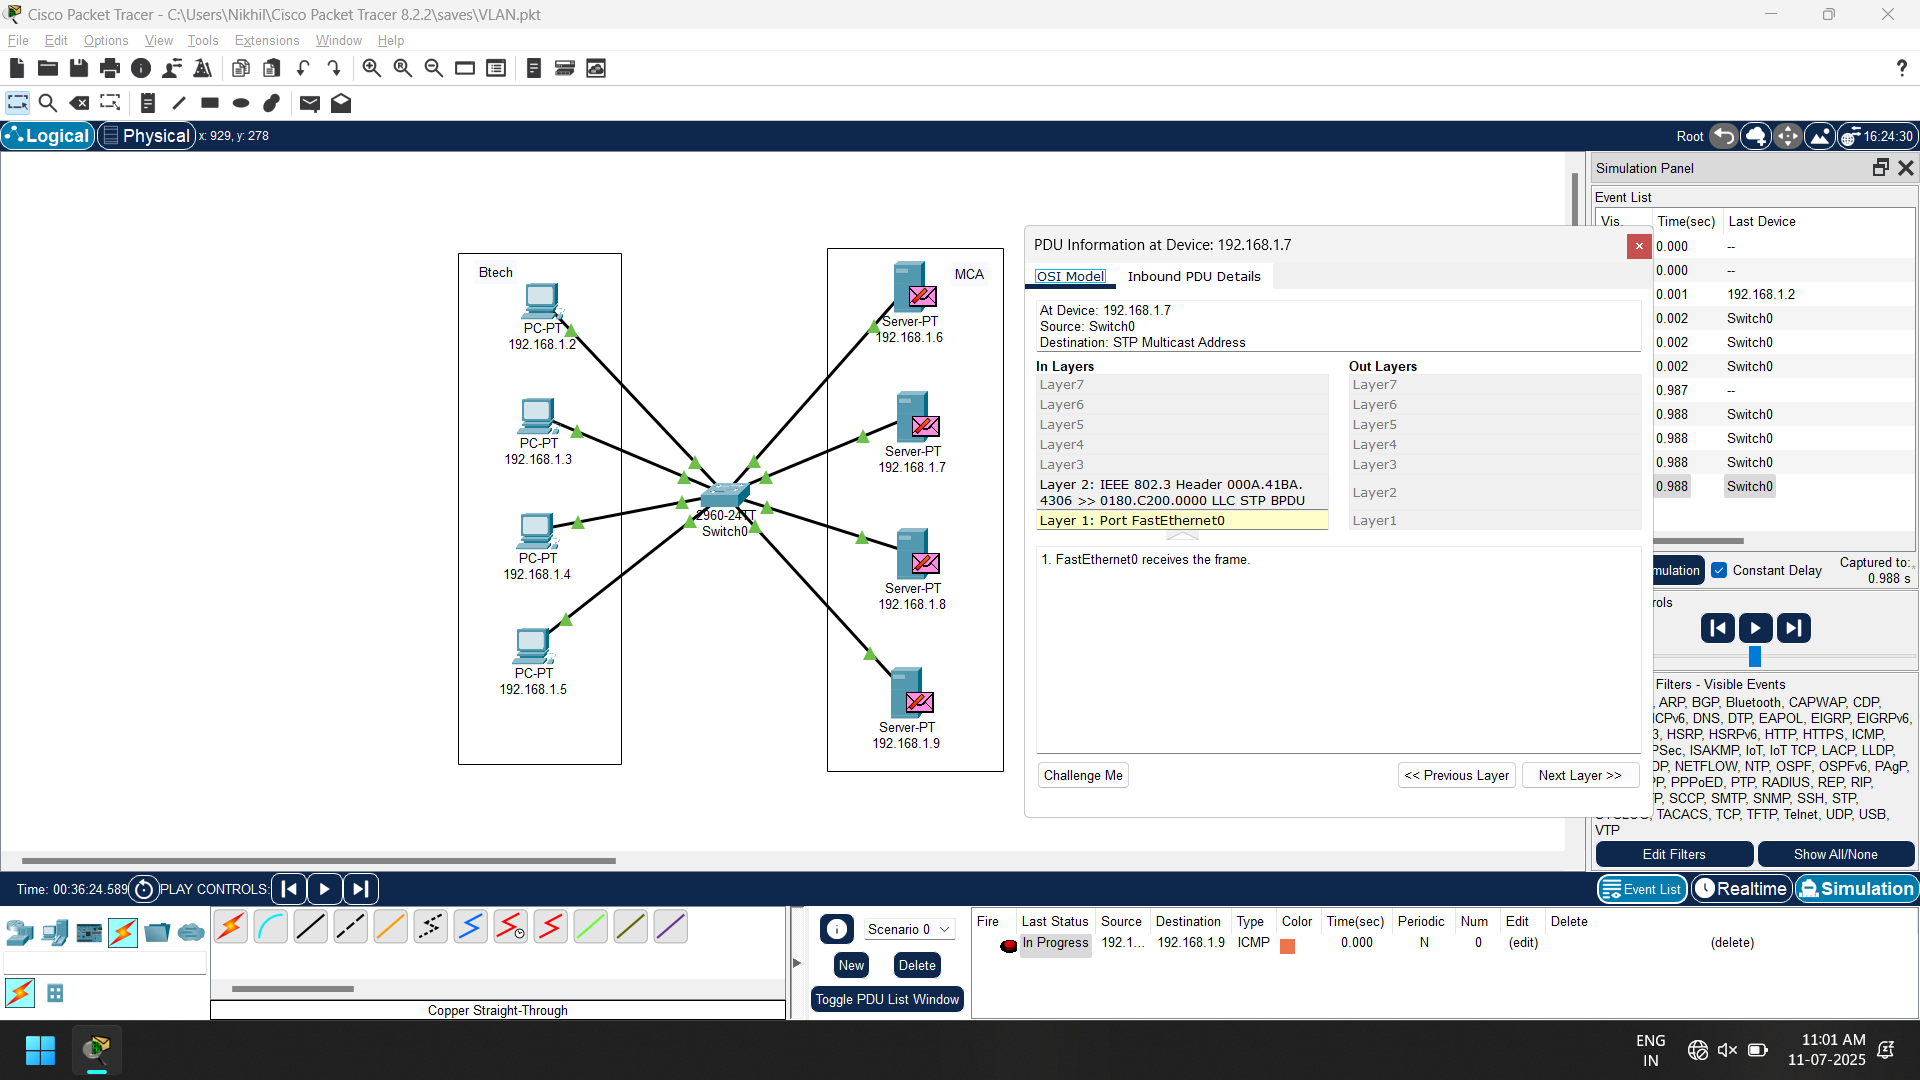 Cisco Packet Tracer - C:\Users\Nikhil\Cisco Packet Tracer 8.2.2\saves\VLAN.pkt
File Edit Options View Tools Extensions Window Help
?
Logical Physical x: 929, y: 278 Root 16:24:30
Simulation Panel
Event List
Vis. Time(sec) Last Device
0.000 --
0.000 --
0.001 192.168.1.2
0.002 Switch0
0.002 Switch0
0.002 Switch0
0.987 --
0.988 Switch0
0.988 Switch0
0.988 Switch0
0.988 Switch0
mulation Constant Delay Captured to:
0.988 s
rols
Filters - Visible Events
, ARP, BGP, Bluetooth, CAPWAP, CDP,
CPv6, DNS, DTP, EAPOL, EIGRP, EIGRPv6,
3, HSRP, HSRPv6, HTTP, HTTPS, ICMP,
PSec, ISAKMP, IoT, IoT TCP, LACP, LLDP,
DP, NETFLOW, NTP, OSPF, OSPFv6, PAgP,
PP, PPPoED, PTP, RADIUS, REP, RIP,
P, SCCP, SMTP, SNMP, SSH, STP,
TACACS, TCP, TFTP, Telnet, UDP, USB,
VTP
Edit Filters Show All/None
Btech
PC-PT
192.168.1.2
PC-PT
192.168.1.3
PC-PT
192.168.1.4
PC-PT
192.168.1.5
2960-24TT
Switch0
MCA
Server-PT
192.168.1.6
Server-PT
192.168.1.7
Server-PT
192.168.1.8
Server-PT
192.168.1.9
PDU Information at Device: 192.168.1.7
OSI Model Inbound PDU Details
At Device: 192.168.1.7
Source: Switch0
Destination: STP Multicast Address
In Layers Out Layers
Layer7 Layer7
Layer6 Layer6
Layer5 Layer5
Layer4 Layer4
Layer3 Layer3
Layer 2: IEEE 802.3 Header 000A.41BA.
4306 >> 0180.C200.0000 LLC STP BPDU Layer2
Layer 1: Port FastEthernet0 Layer1
1. FastEthernet0 receives the frame.
Challenge Me << Previous Layer Next Layer >>
Time: 00:36:24.589 PLAY CONTROLS: Event List Realtime Simulation
Copper Straight-Through
Scenario 0
New Delete
Toggle PDU List Window
Fire Last Status Source Destination Type Color Time(sec) Periodic Num Edit Delete
In Progress 192.1... 192.168.1.9 ICMP 0.000 N 0 (edit) (delete)
ENG
IN
11:01 AM
11-07-2025